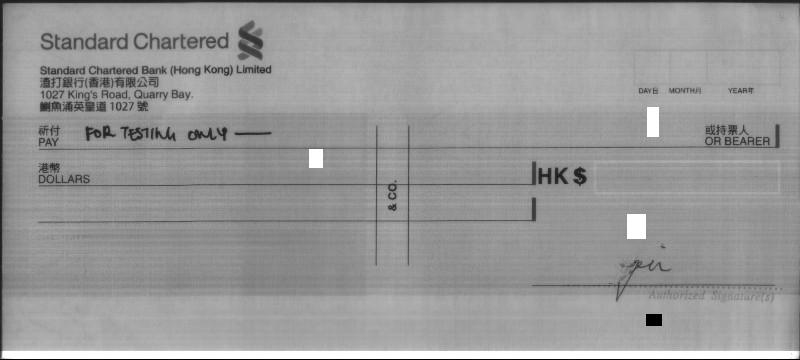 Standard Chartered
Standard Chartered Bank (Hong Kong) Limited
渣打銀行(香港)有限公司
1027 King's Road, Quarry Bay.
鰂魚涌英皇道 1027 號
DAY日 MONTH月 YEAR年
祈付
PAY FOR TESTING ONLY
或持票人
OR BEARER
港幣
DOLLARS
HK $
& CO.
Authorized Signature(s)